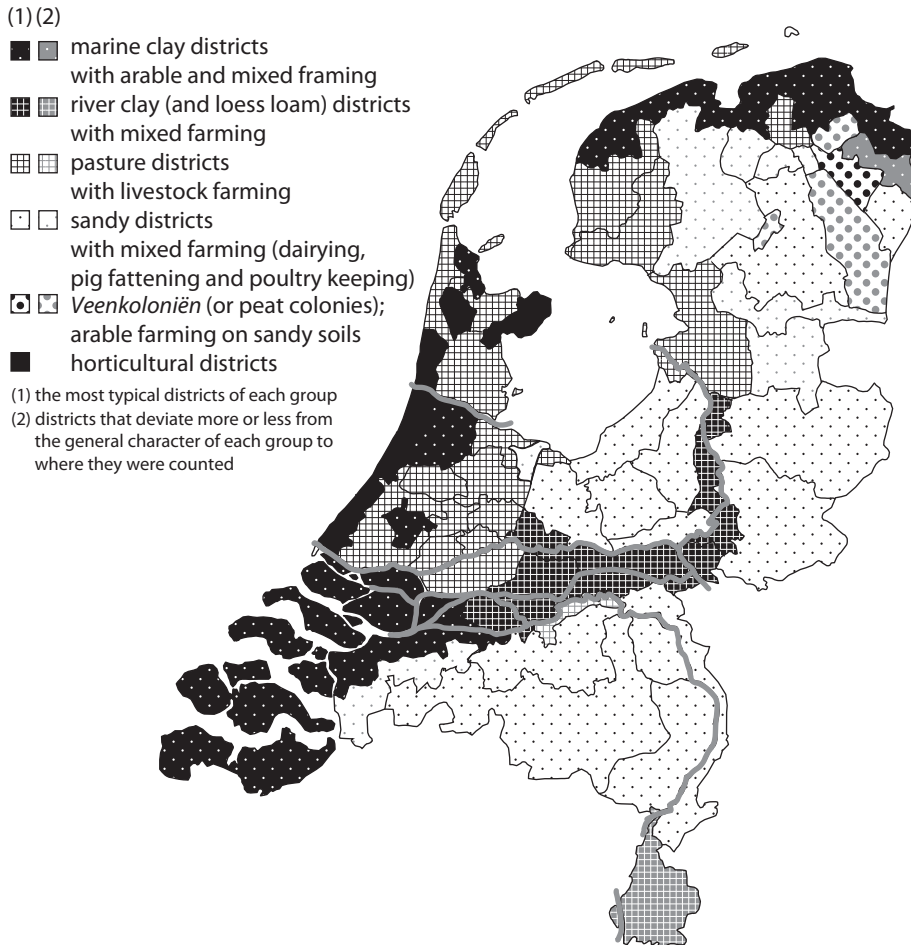 (1) (2)
marine clay districts
with arable and mixed framing
river clay (and loess loam) districts
with mixed farming
pasture districts
with livestock farming
sandy districts
with mixed farming (dairying,
pig fattening and poultry keeping)
Veenkoloniën (or peat colonies);
arable farming on sandy soils
horticultural districts
(1) the most typical districts of each group
(2) districts that deviate more or less from
the general character of each group to
where they were counted